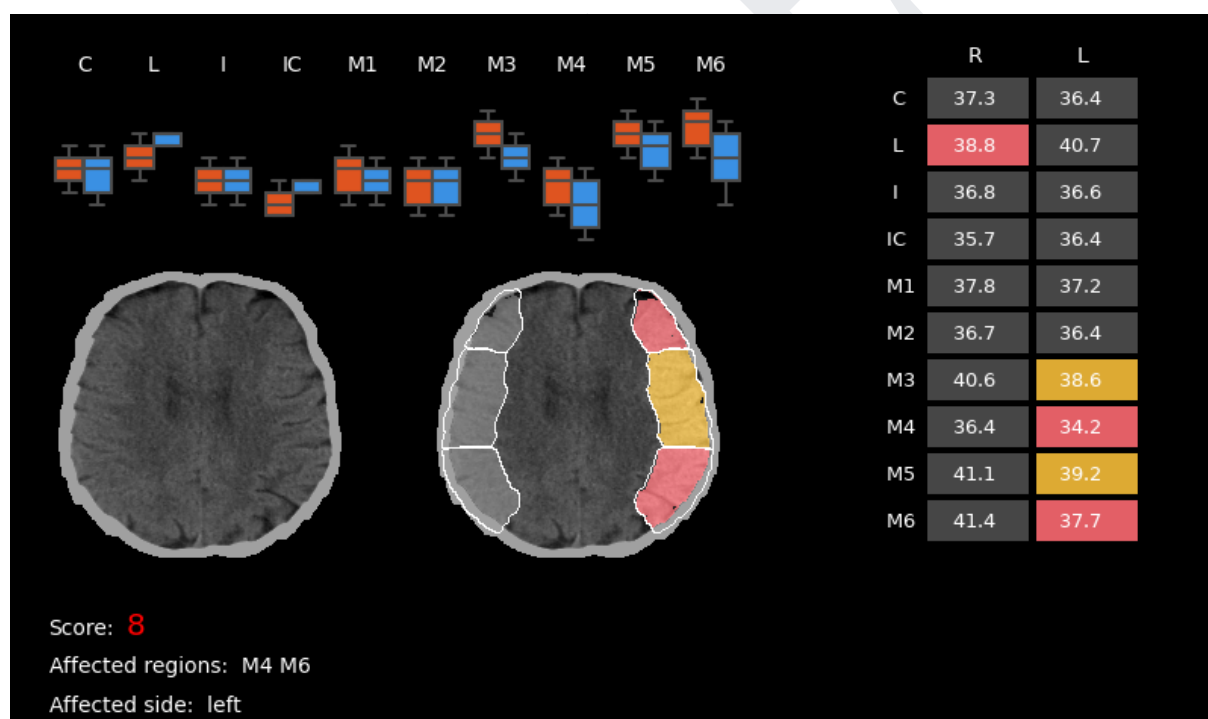 C L I IC M1 M2 M3 M4 M5 M6
R L
C 37.3 36.4
L 38.8 40.7
I 36.8 36.6
IC 35.7 36.4
M1 37.8 37.2
M2 36.7 36.4
M3 40.6 38.6
M4 36.4 34.2
M5 41.1 39.2
M6 41.4 37.7
Score: 8
Affected regions: M4 M6
Affected side: left